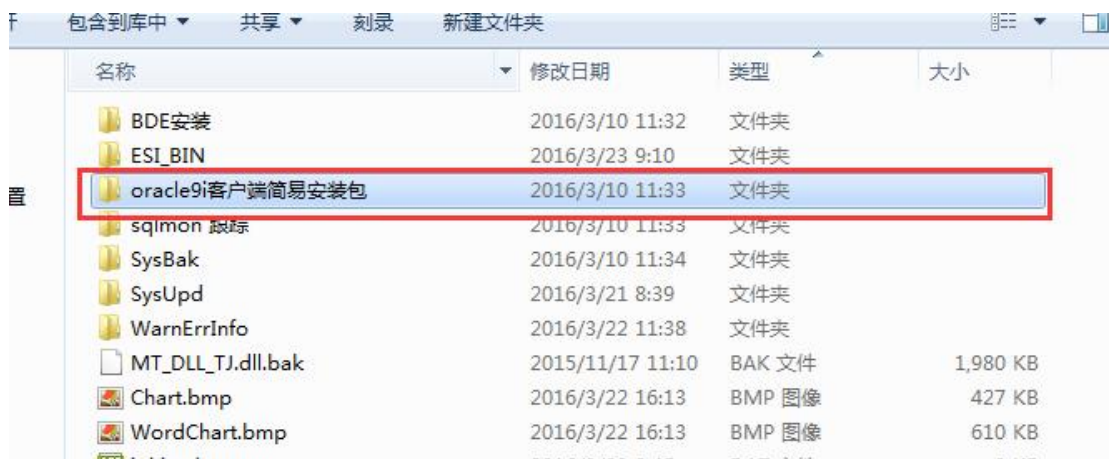 包含到库中 共享 刻录 新建文件夹
名称 修改日期 类型 大小
BDE安装 2016/3/10 11:32 文件夹
ESI_BIN 2016/3/23 9:10 文件夹
置
oracle9i客户端简易安装包 2016/3/10 11:33 文件夹
sqlmon 跟踪 2016/3/10 11:33 文件夹
SysBak 2016/3/10 11:34 文件夹
SysUpd 2016/3/21 8:39 文件夹
WarnErrInfo 2016/3/22 11:38 文件夹
MT_DLL_TJ.dll.bak 2015/11/17 11:10 BAK 文件 1,980 KB
Chart.bmp 2016/3/22 16:13 BMP 图像 427 KB
WordChart.bmp 2016/3/22 16:13 BMP 图像 610 KB